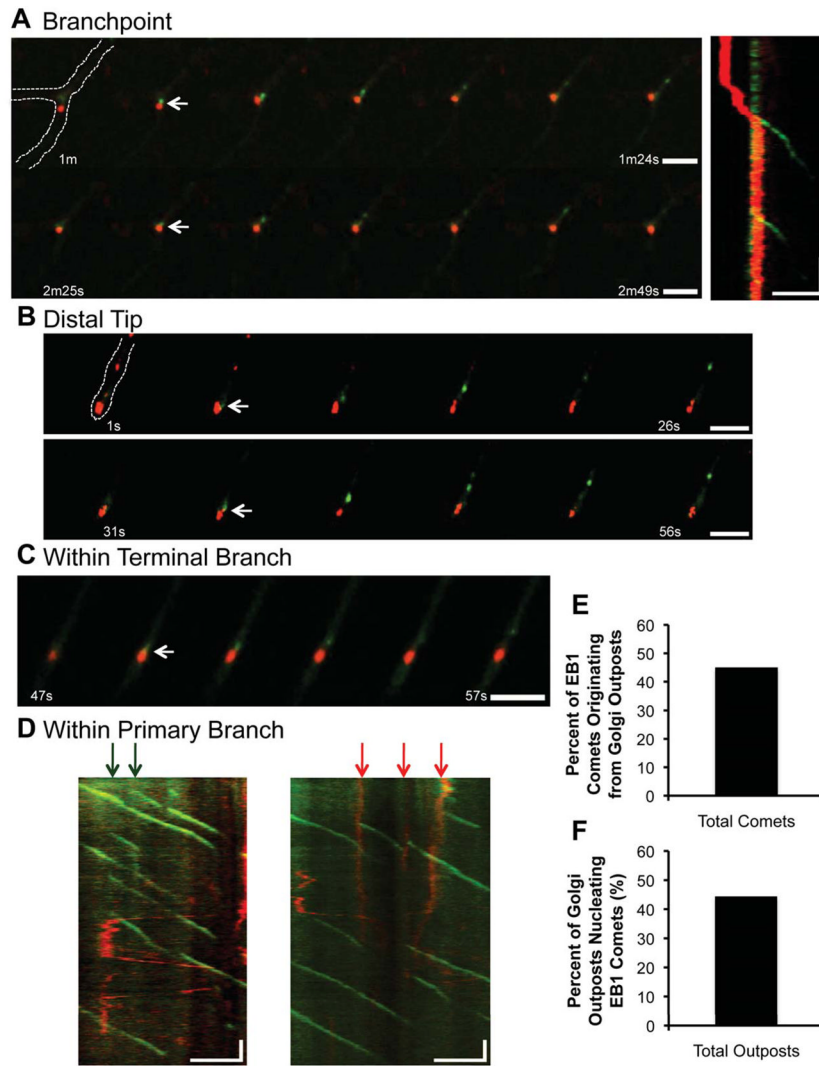 A Branchpoint
1m
1m24s
2m25s
2m49s
B Distal Tip
1s
26s
31s
56s
C Within Terminal Branch
47s
57s
D Within Primary Branch
E
Percent of EB1
Comets Originating
from Golgi Outposts
60
50
40
30
20
10
0
Total Comets
F
Percent of Golgi
Outposts Nucleating
EB1 Comets (%)
60
50
40
30
20
10
0
Total Outposts